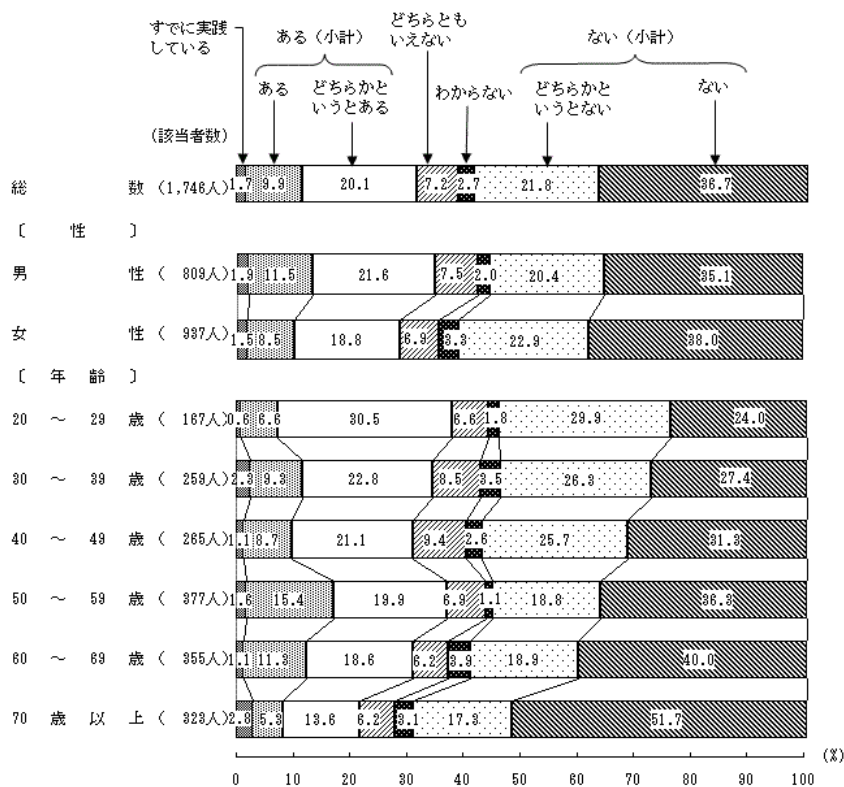 すでに実践
している
ある（小計）
どちらとも
いえない
ない（小計）
ある
どちらかと
いうとある
わからない
どちらかと
いうとない
ない
(該当者数)
総 数 (1,746人) 1.7 9.9 20.1 7.2 2.7 21.8 36.7
〔 性 〕
男 性 ( 809人) 1.9 11.5 21.6 7.5 2.0 20.4 35.1
女 性 ( 937人) 1.5 8.5 18.8 6.9 3.3 22.9 38.0
〔 年 齢 〕
20 ～ 29 歳 ( 167人) 0.6 6.6 30.5 6.6 1.8 29.9 24.0
30 ～ 39 歳 ( 259人) 2.3 9.3 22.8 8.5 3.5 26.3 27.4
40 ～ 49 歳 ( 265人) 1.1 8.7 21.1 9.4 2.6 25.7 31.3
50 ～ 59 歳 ( 377人) 1.6 15.4 19.9 6.9 1.1 18.8 36.3
60 ～ 69 歳 ( 355人) 1.1 11.3 18.6 6.2 3.9 18.9 40.0
70 歳 以 上 ( 323人) 2.8 5.3 13.6 6.2 3.1 17.3 51.7
(%)
0 10 20 30 40 50 60 70 80 90 100